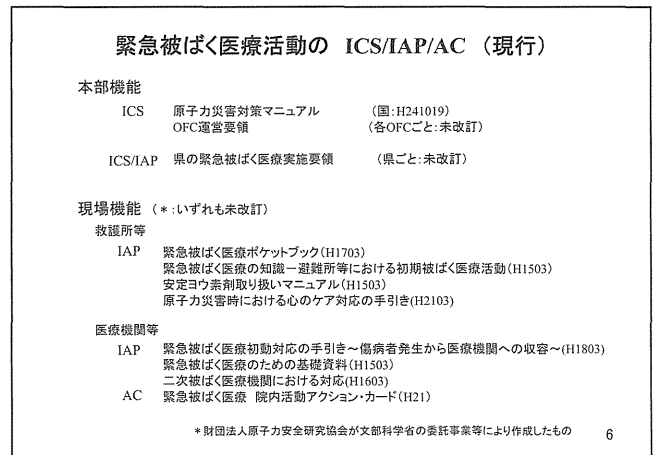 緊急被ばく医療活動の ICS/IAP/AC (現行)
本部機能
ICS 原子力災害対策マニュアル (国:H241019)
OFC運営要領 (各OFCごと:未改訂)
ICS/IAP 県の緊急被ばく医療実施要領 (県ごと:未改訂)
現場機能 (*:いずれも未改訂)
救護所等
IAP 緊急被ばく医療ポケットブック(H1703)
緊急被ばく医療の知識－避難所等における初期被ばく医療活動(H1503)
安定ヨウ素剤取り扱いマニュアル(H1503)
原子力災害時における心のケア対応の手引き(H2103)
医療機関等
IAP 緊急被ばく医療初動対応の手引き～傷病者発生から医療機関への収容～(H1803)
緊急被ばく医療のための基礎資料(H1503)
二次被ばく医療機関における対応(H1603)
AC 緊急被ばく医療 院内活動アクション・カード(H21)
*財団法人原子力安全研究協会が文部科学省の委託事業等により作成したもの
6